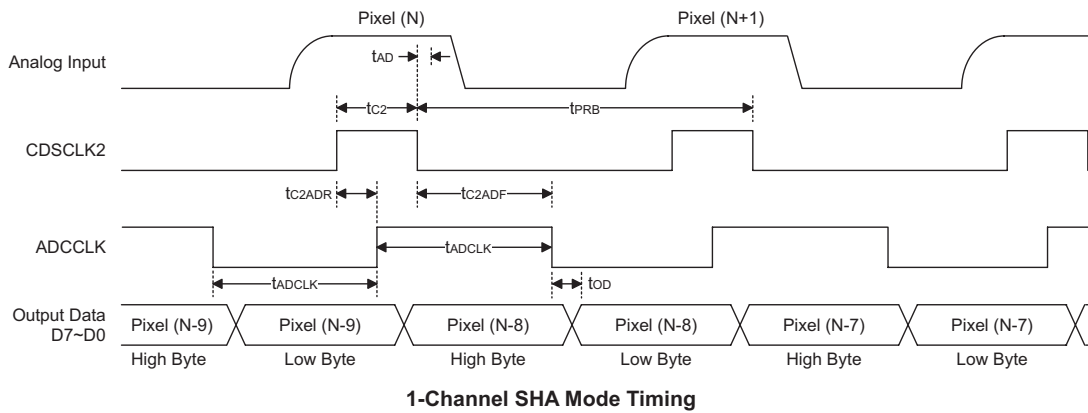 Pixel (N) Pixel (N+1)
Analog Input
tAD
tC2 tPRB
CDSCLK2
tC2ADR tC2ADF
ADCCLK
tADCLK
tADCLK tOD
Output Data
D7~D0
Pixel (N-9) Pixel (N-9) Pixel (N-8) Pixel (N-8) Pixel (N-7) Pixel (N-7)
High Byte Low Byte High Byte Low Byte High Byte Low Byte
1-Channel SHA Mode Timing